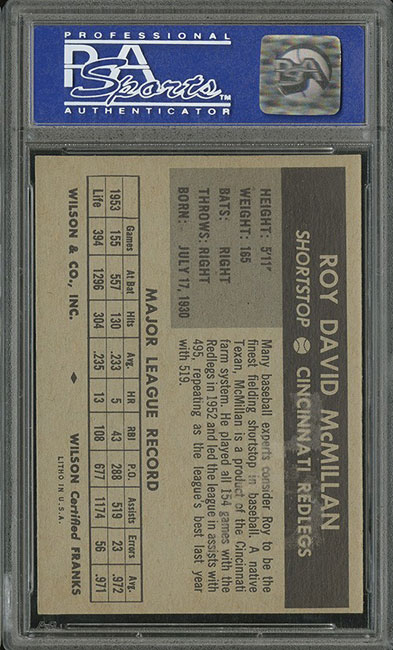 PROFESSIONAL
PSA
Sports™
AUTHENTICATOR
ROY DAVID McMILLAN
SHORTSTOP CINCINNATI REDLEGS
HEIGHT: 5'11"
WEIGHT: 165
BATS: RIGHT
THROWS: RIGHT
BORN: JULY 17, 1930
Many baseball experts consider Roy to be the
finest fielding shortstop in baseball. A native
Texan, McMillan is a product of the Cincinnati
farm system. He played all 154 games with the
Redlegs in 1952 and led the league in assists with
495, repeating as the league's best last year
with 519.
MAJOR LEAGUE RECORD
Games At Bat Hits Avg. HR RBI P.O. Assists Errors Avg.
1953 155 557 130 .233 5 43 288 519 23 .972
Life 394 1296 304 .235 13 108 677 1174 56 .971
WILSON & CO., INC. ◆ WILSON Certified FRANKS
LITHO IN U.S.A.